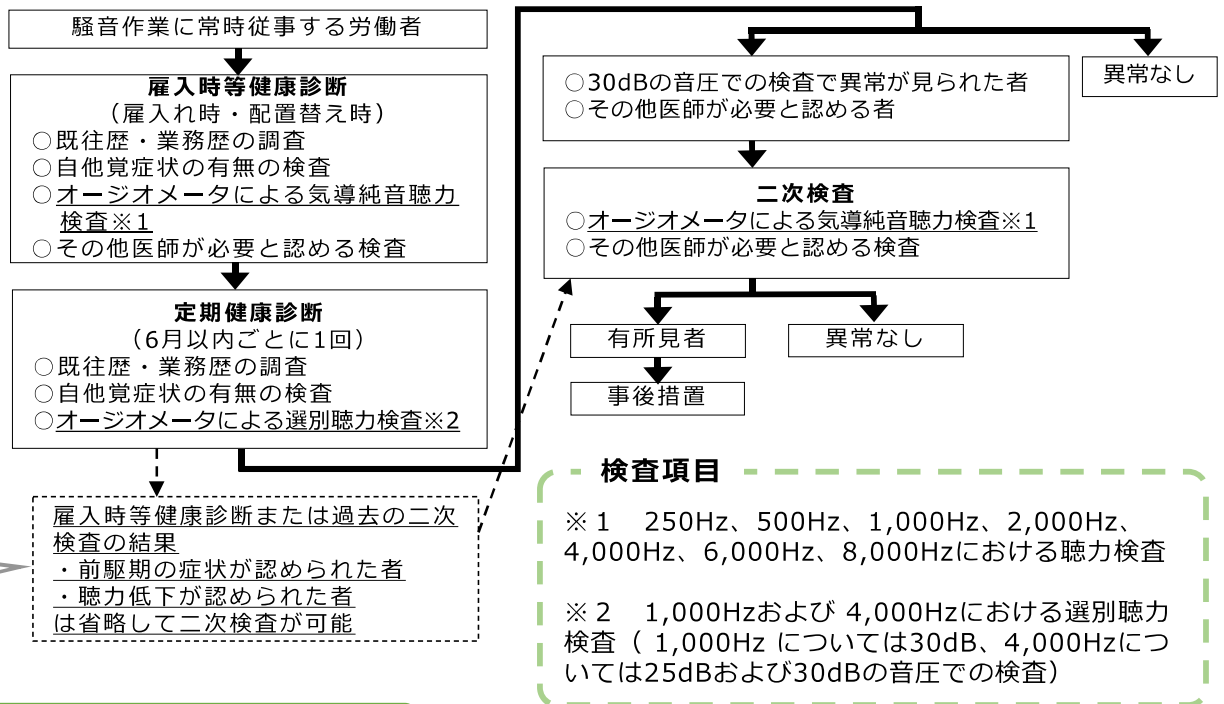 騒音作業に常時従事する労働者
雇入時等健康診断
（雇入れ時・配置替え時）
○既往歴・業務歴の調査
○自他覚症状の有無の検査
○オージオメータによる気導純音聴力
検査※1
○その他医師が必要と認める検査
定期健康診断
（6月以内ごとに1回）
○既往歴・業務歴の調査
○自他覚症状の有無の検査
○オージオメータによる選別聴力検査※2
雇入時等健康診断または過去の二次
検査の結果
・前駆期の症状が認められた者
・聴力低下が認められた者
は省略して二次検査が可能
○30dBの音圧での検査で異常が見られた者
○その他医師が必要と認める者
異常なし
二次検査
○オージオメータによる気導純音聴力検査※1
○その他医師が必要と認める検査
有所見者
異常なし
事後措置
検査項目
※１　250Hz、500Hz、1,000Hz、2,000Hz、
4,000Hz、6,000Hz、8,000Hzにおける聴力検査
※２　1,000Hzおよび 4,000Hzにおける選別聴力
検査（ 1,000Hz については30dB、4,000Hzにつ
いては25dBおよび30dBの音圧での検査）